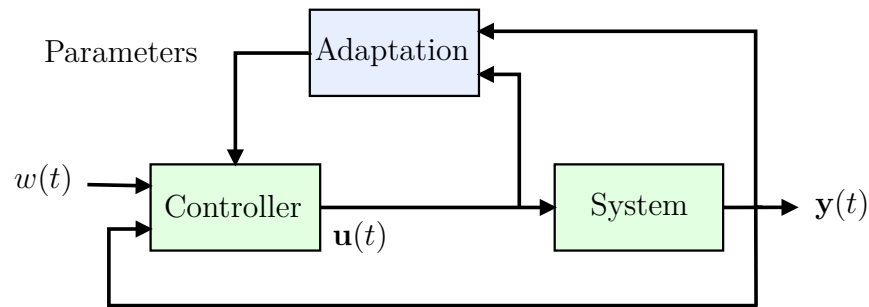 Parameters
Adaptation
w(t)
Controller
u(t)
System
y(t)